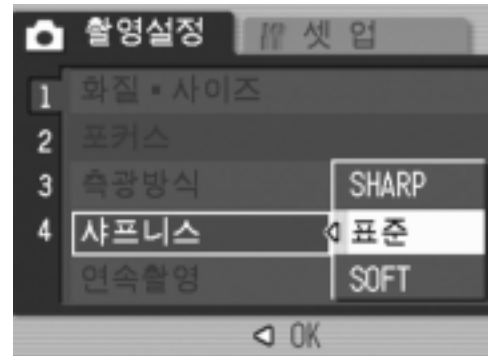 촬영설정 셋 업
1 화질▪사이즈
2 포커스
3 측광방식 SHARP
4 샤프니스 표준
연속촬영 SOFT
OK